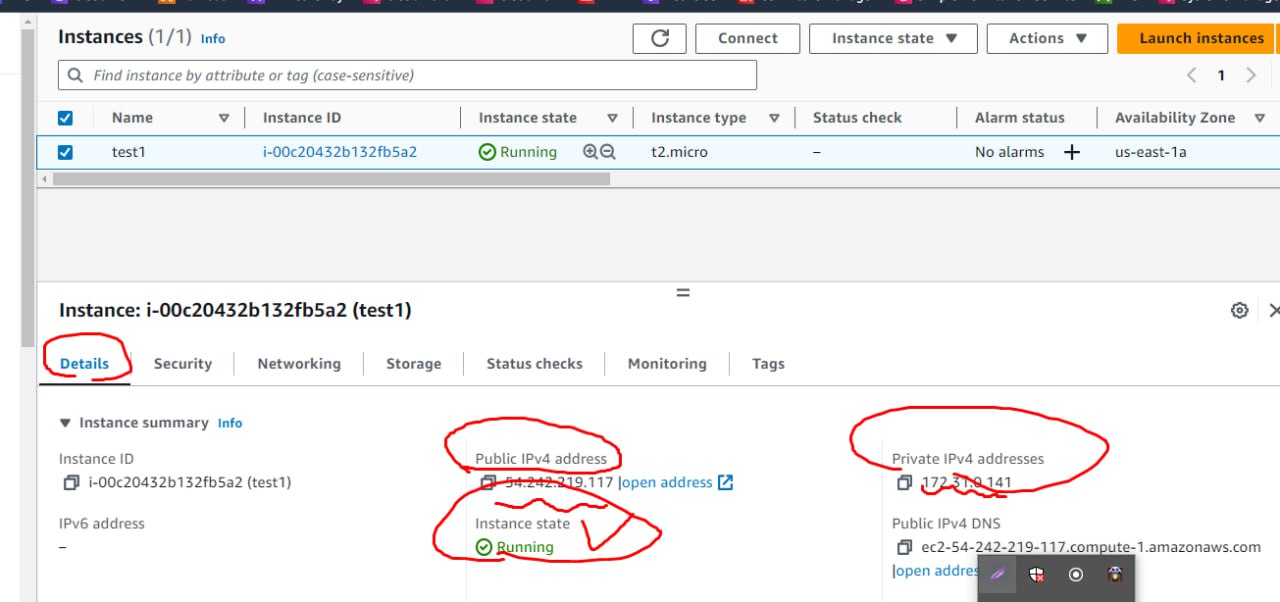 Instances (1/1) Info
Connect
Instance state
Actions
Launch instances
Find instance by attribute or tag (case-sensitive)
1
Name Instance ID Instance state Instance type Status check Alarm status Availability Zone
test1 i-00c20432b132fb5a2 Running t2.micro – No alarms + us-east-1a
Instance: i-00c20432b132fb5a2 (test1)
Details Security Networking Storage Status checks Monitoring Tags
Instance summary Info
Instance ID Public IPv4 address Private IPv4 addresses
i-00c20432b132fb5a2 (test1) 54.242.219.117 |open address 172.31.0.141
IPv6 address Instance state Public IPv4 DNS
– Running ec2-54-242-219-117.compute-1.amazonaws.com
|open addres